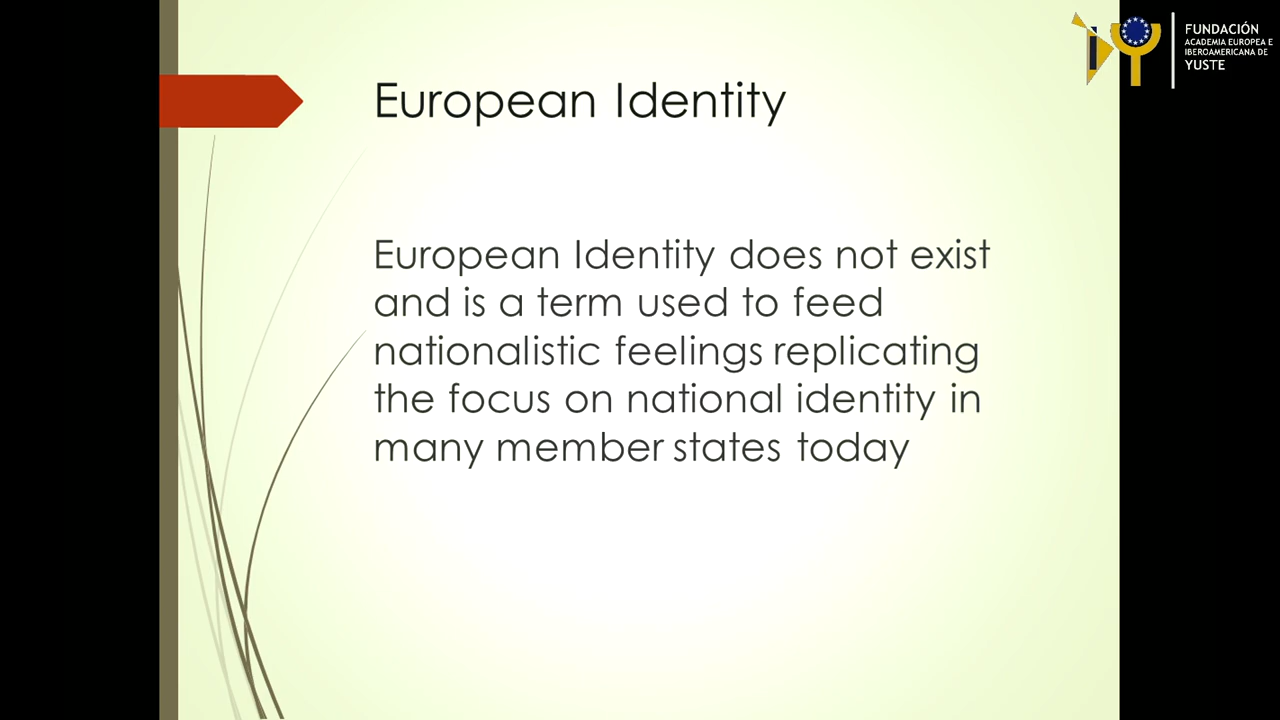 European Identity
European Identity does not exist
and is a term used to feed
nationalistic feelings replicating
the focus on national identity in
many member states today
FUNDACIÓN
ACADEMIA EUROPEA E
IBEROAMERICANA DE
YUSTE